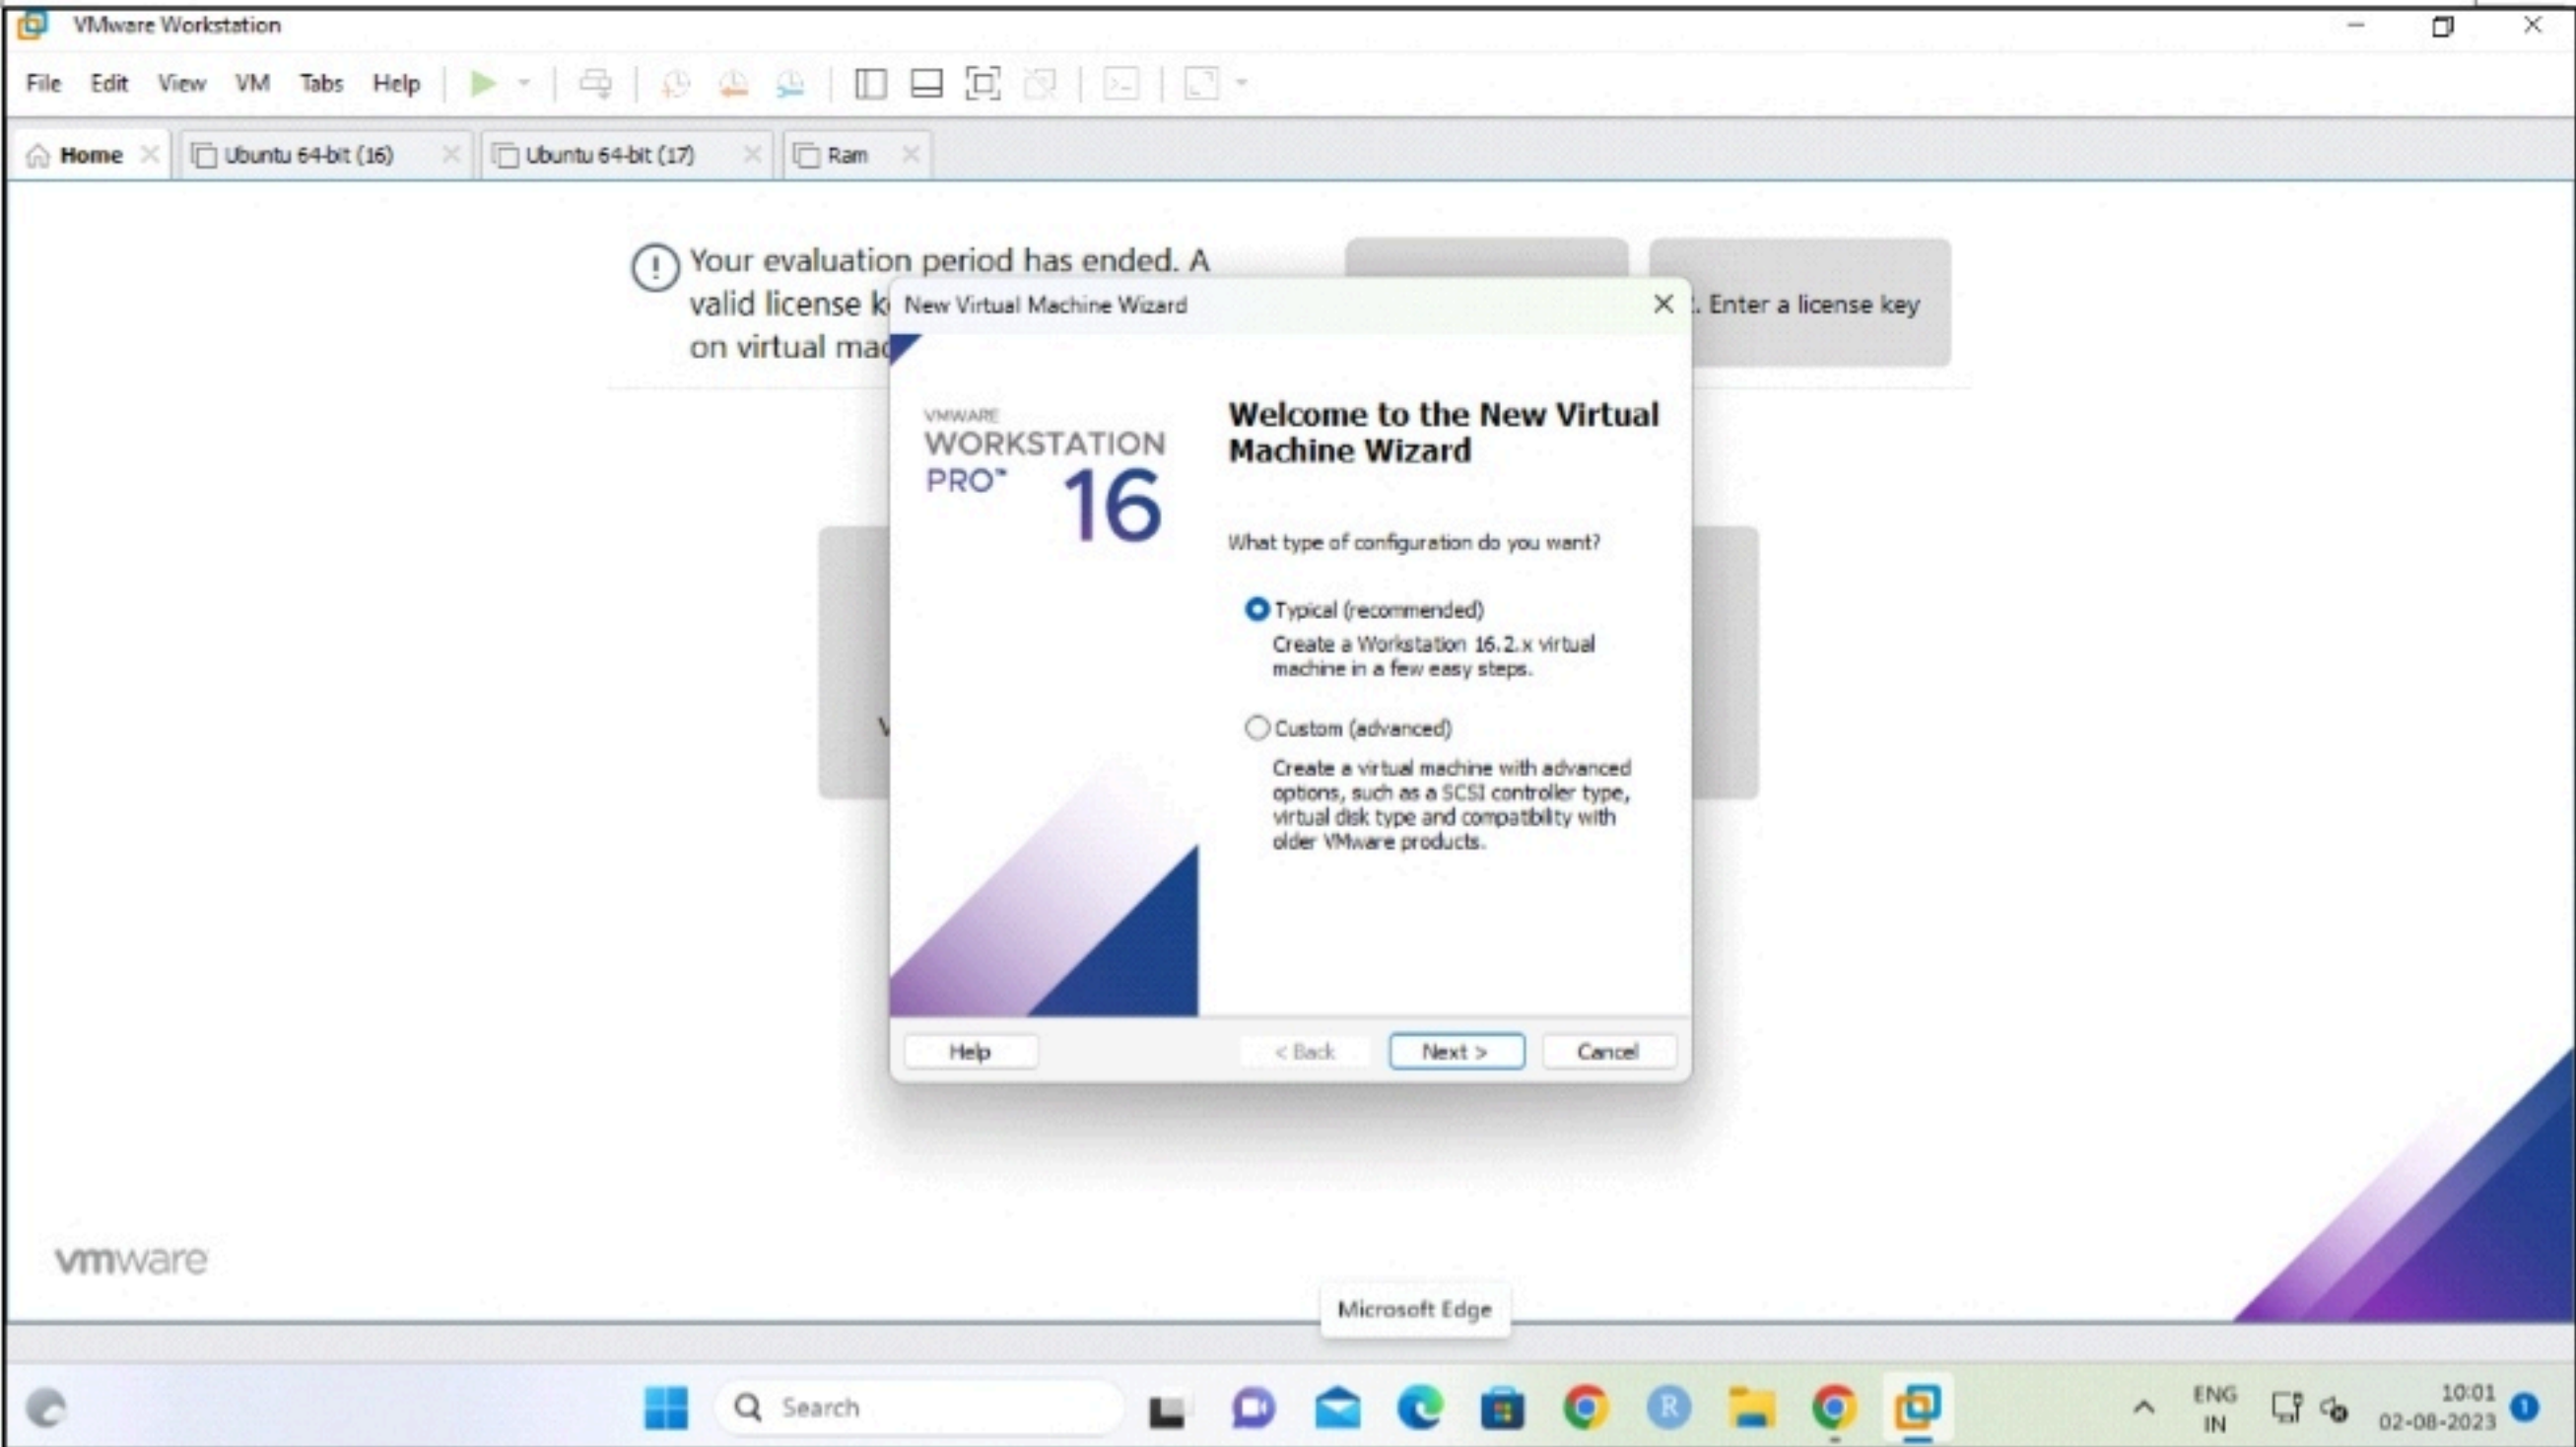 VMware Workstation
File Edit View VM Tabs Help
Home Ubuntu 64-bit (16) Ubuntu 64-bit (17) Ram
Your evaluation period has ended. A
valid license k
on virtual mac
. Enter a license key
New Virtual Machine Wizard
VMWARE
WORKSTATION
PRO™ 16
Welcome to the New Virtual
Machine Wizard
What type of configuration do you want?
Typical (recommended)
Create a Workstation 16.2.x virtual
machine in a few easy steps.
Custom (advanced)
Create a virtual machine with advanced
options, such as a SCSI controller type,
virtual disk type and compatibility with
older VMware products.
Help < Back Next > Cancel
vmware
Microsoft Edge
Search
R
ENG
IN
10:01
02-08-2023
1